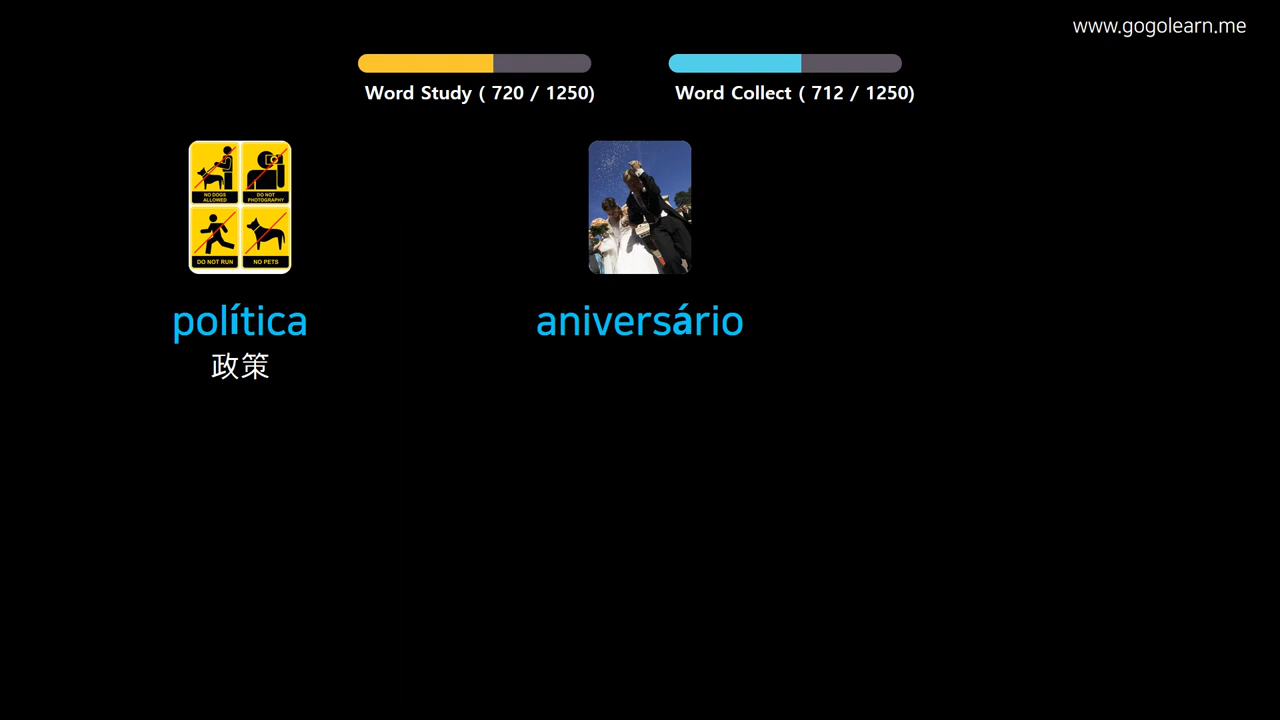 www.gogolearn.me
Word Study ( 720 / 1250)
Word Collect ( 712 / 1250)
NO DOGS
ALLOWED
DO NOT
PHOTOGRAPHY
DO NOT RUN
NO PETS
política
aniversário
政策